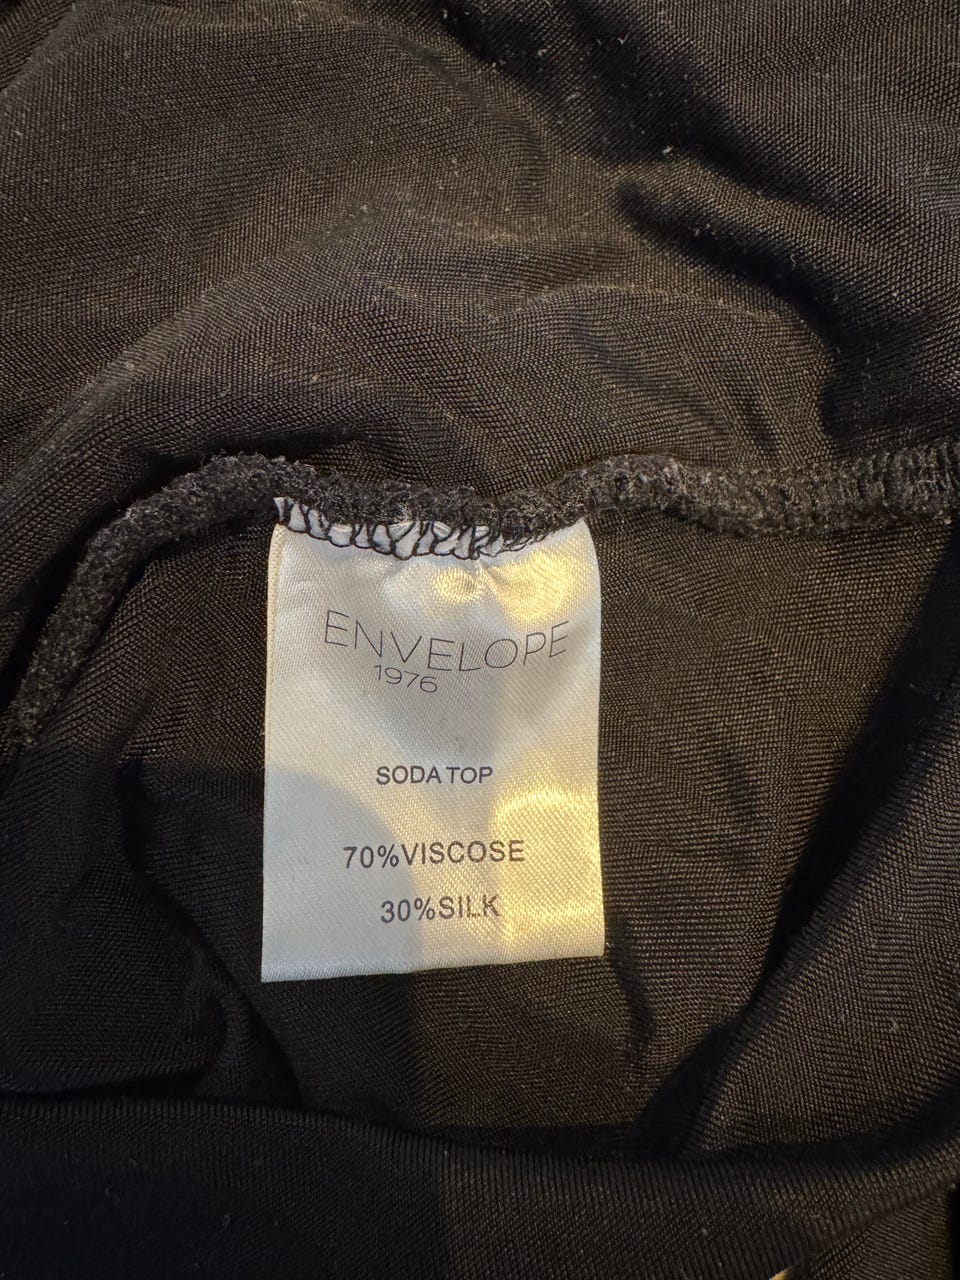 ENVELOPE
1976
SODA TOP
70%VISCOSE
30%SILK